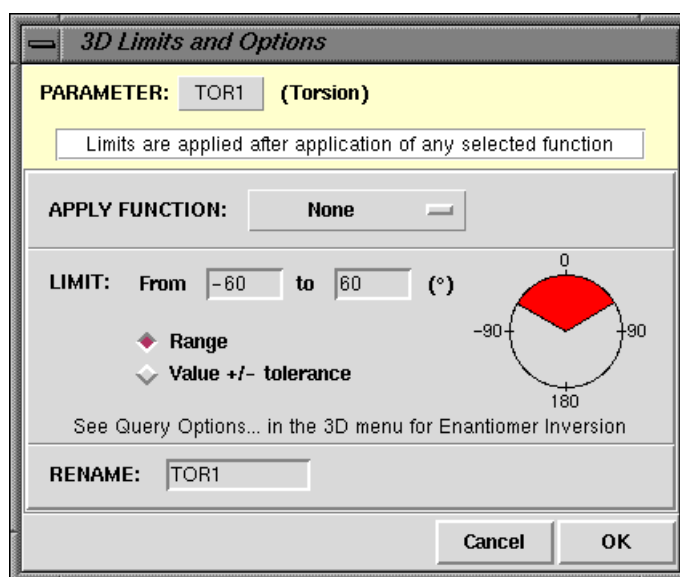 3D Limits and Options
PARAMETER: TOR1 (Torsion)
Limits are applied after application of any selected function
APPLY FUNCTION: None
LIMIT: From -60 to 60 (°)
0
-90 90
180
Range
Value +/- tolerance
See Query Options... in the 3D menu for Enantiomer Inversion
RENAME: TOR1
Cancel OK